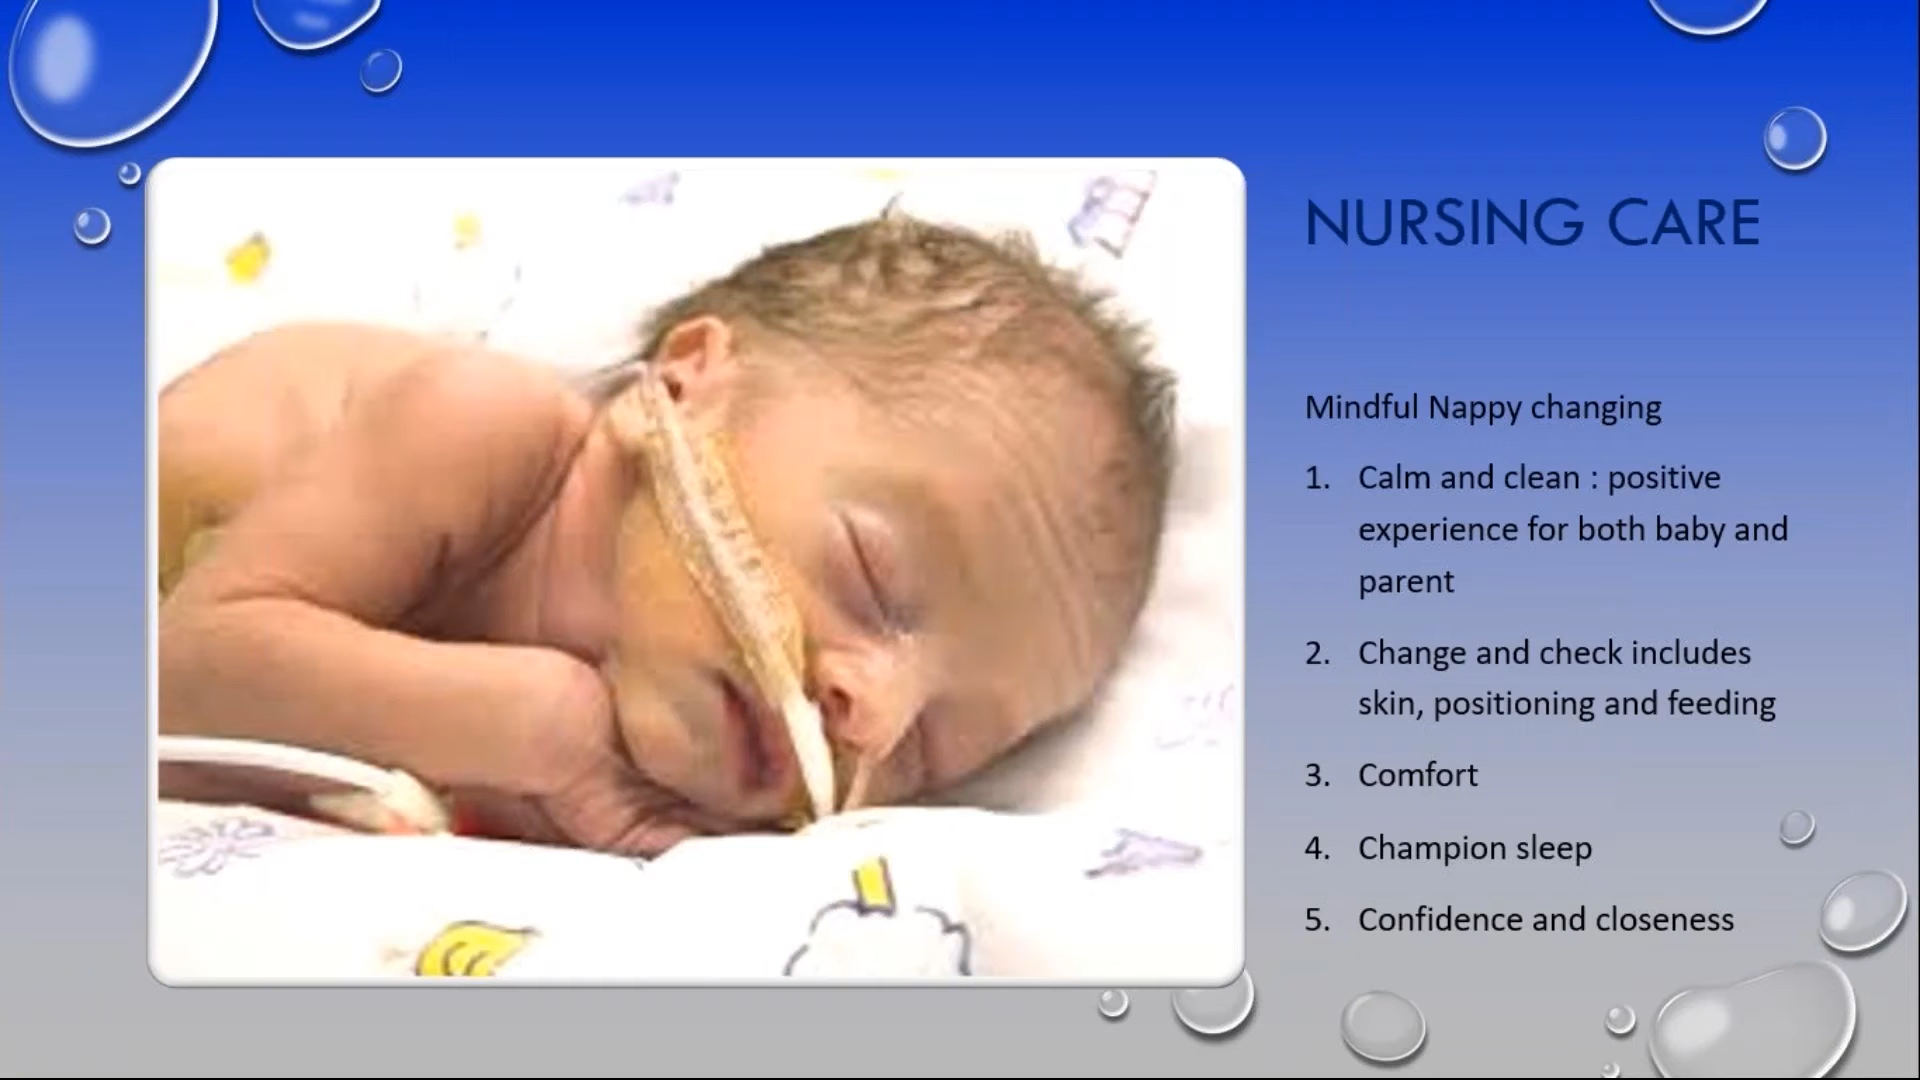 NURSING CARE
Mindful Nappy changing
1. Calm and clean : positive
experience for both baby and
parent
2. Change and check includes
skin, positioning and feeding
3. Comfort
4. Champion sleep
5. Confidence and closeness